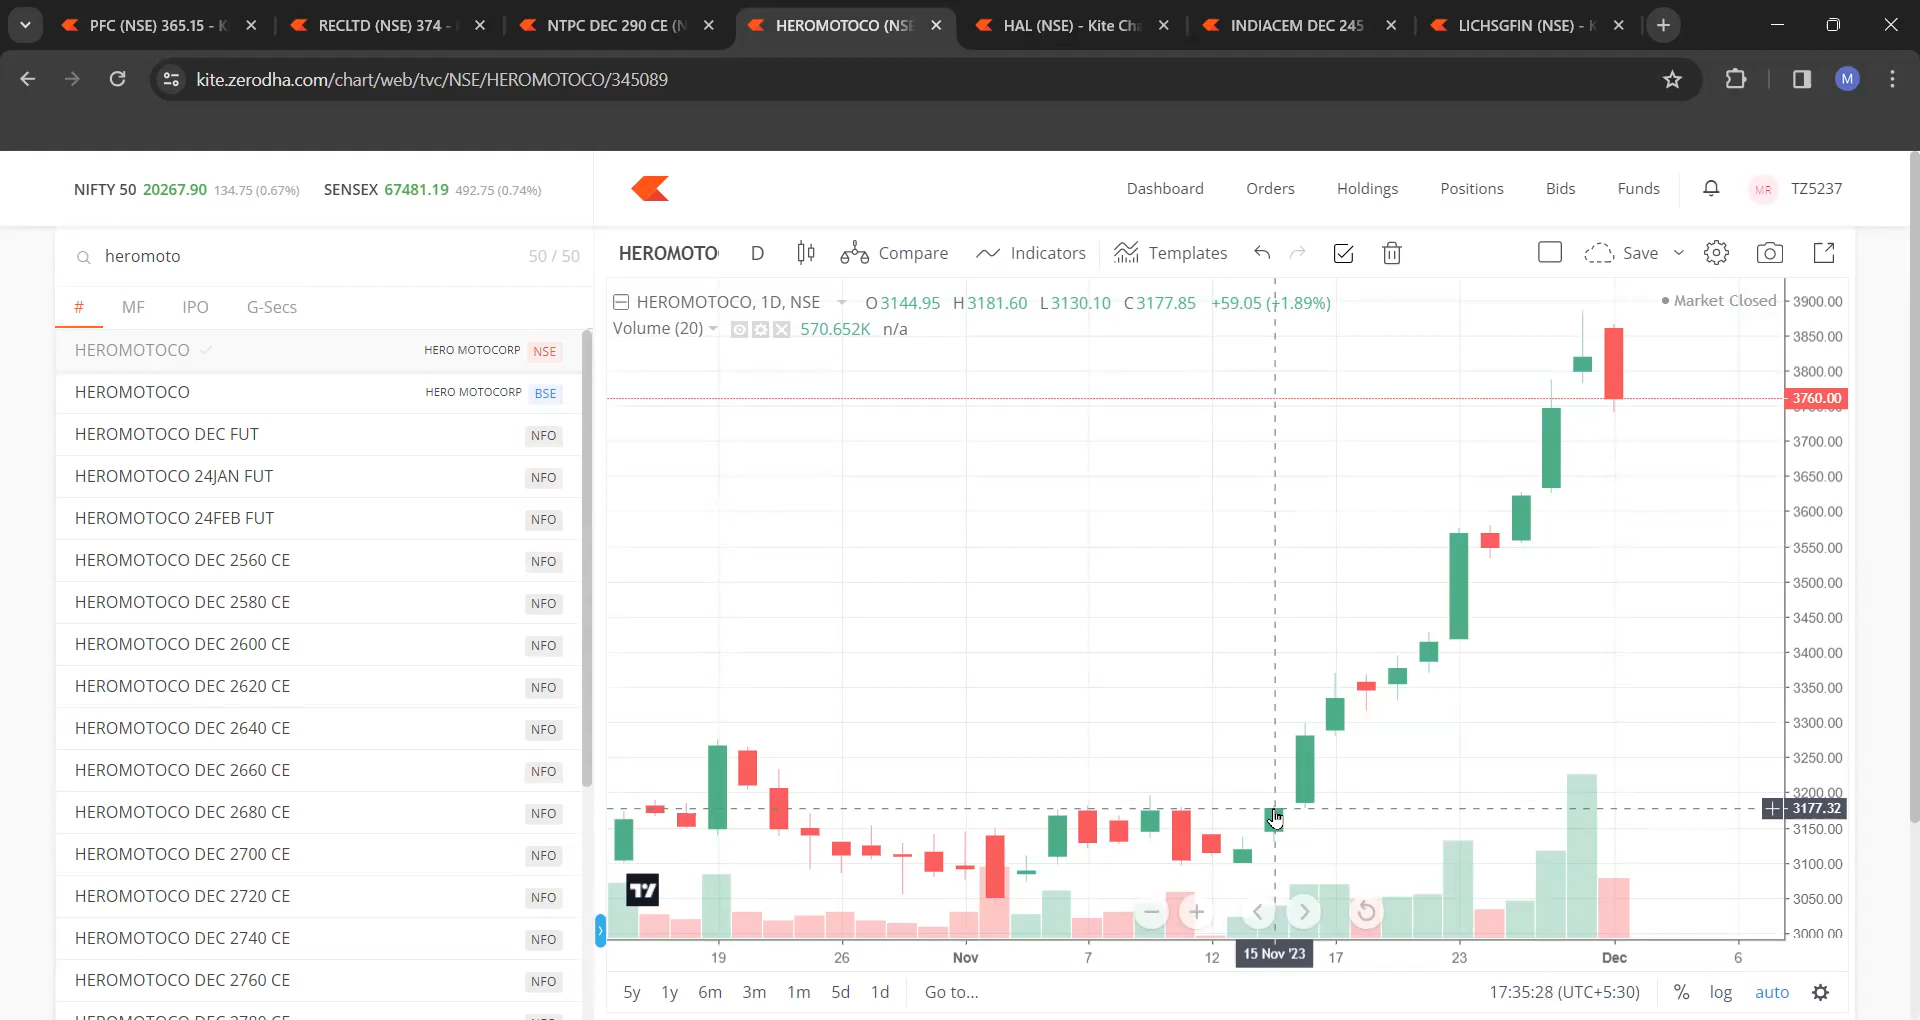 PFC (NSE) 365.15 - K
RECLTD (NSE) 374 -
NTPC DEC 290 CE (N
HEROMOTOCO (NSE
HAL (NSE) - Kite Cha
INDIACEM DEC 245
LICHSGFIN (NSE) - K
kite.zerodha.com/chart/web/tvc/NSE/HEROMOTOCO/345089
M
NIFTY 50 20267.90 134.75 (0.67%) SENSEX 67481.19 492.75 (0.74%)
Dashboard Orders Holdings Positions Bids Funds MR TZ5237
heromoto 50 / 50
# MF IPO G-Secs
HEROMOTOCO HERO MOTOCORP NSE
HEROMOTOCO HERO MOTOCORP BSE
HEROMOTOCO DEC FUT NFO
HEROMOTOCO 24JAN FUT NFO
HEROMOTOCO 24FEB FUT NFO
HEROMOTOCO DEC 2560 CE NFO
HEROMOTOCO DEC 2580 CE NFO
HEROMOTOCO DEC 2600 CE NFO
HEROMOTOCO DEC 2620 CE NFO
HEROMOTOCO DEC 2640 CE NFO
HEROMOTOCO DEC 2660 CE NFO
HEROMOTOCO DEC 2680 CE NFO
HEROMOTOCO DEC 2700 CE NFO
HEROMOTOCO DEC 2720 CE NFO
HEROMOTOCO DEC 2740 CE NFO
HEROMOTOCO DEC 2760 CE NFO
HEROMOTO D Compare Indicators Templates Save
HEROMOTOCO, 1D, NSE O3144.95 H3181.60 L3130.10 C3177.85 +59.05 (+1.89%)
Market Closed
Volume (20) 570.652K n/a
3900.00
3850.00
3800.00
3760.00
3700.00
3650.00
3600.00
3550.00
3500.00
3450.00
3400.00
3350.00
3300.00
3250.00
3200.00
3177.32
3150.00
3100.00
3050.00
3000.00
19 26 Nov 7 12 15 Nov '23 17 23 Dec 6
5y 1y 6m 3m 1m 5d 1d Go to... 17:35:28 (UTC+5:30) % log auto